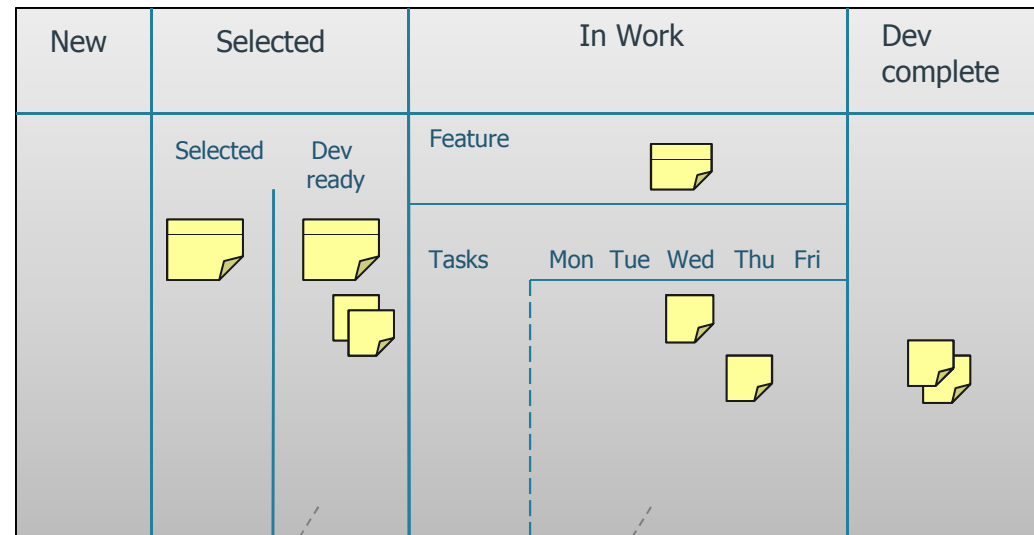 New
Selected
In Work
Dev
complete
Selected
Dev
ready
Feature
Tasks
Mon Tue Wed Thu Fri